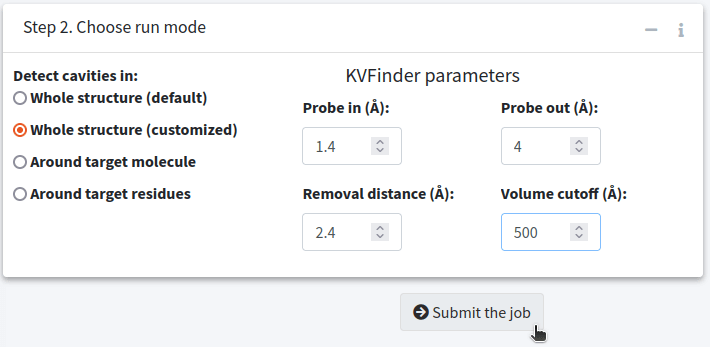 Step 2. Choose run mode
Detect cavities in:
Whole structure (default)
Whole structure (customized)
Around target molecule
Around target residues
KVFinder parameters
Probe in (Å):
Probe out (Å):
1.4
4
Removal distance (Å):
Volume cutoff (Å):
2.4
500
Submit the job